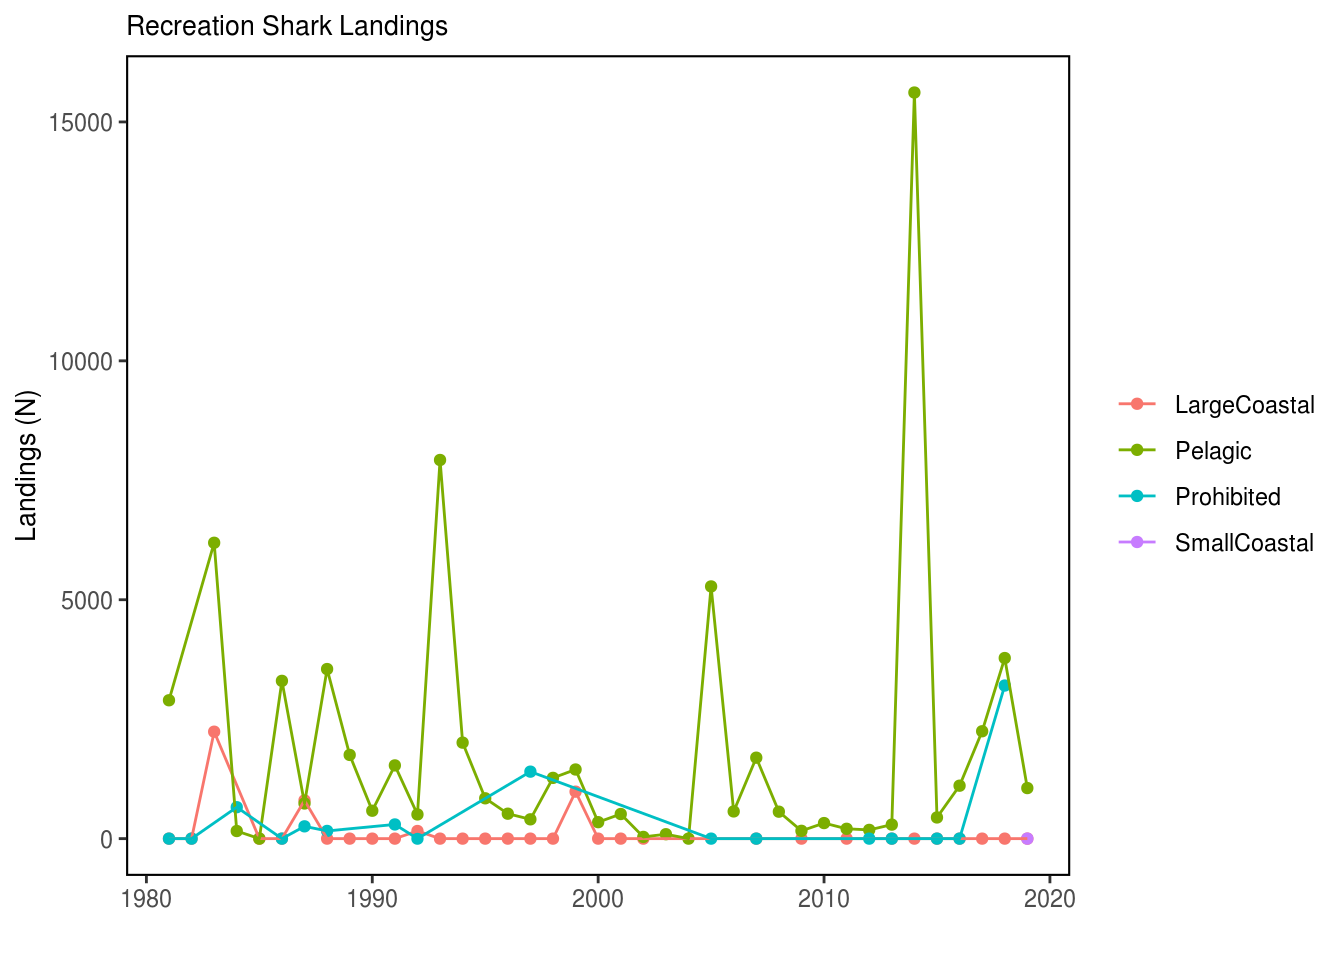 Recreation Shark Landings
Landings (N)
15000
10000
5000
0
1980 1990 2000 2010 2020
LargeCoastal
Pelagic
Prohibited
SmallCoastal